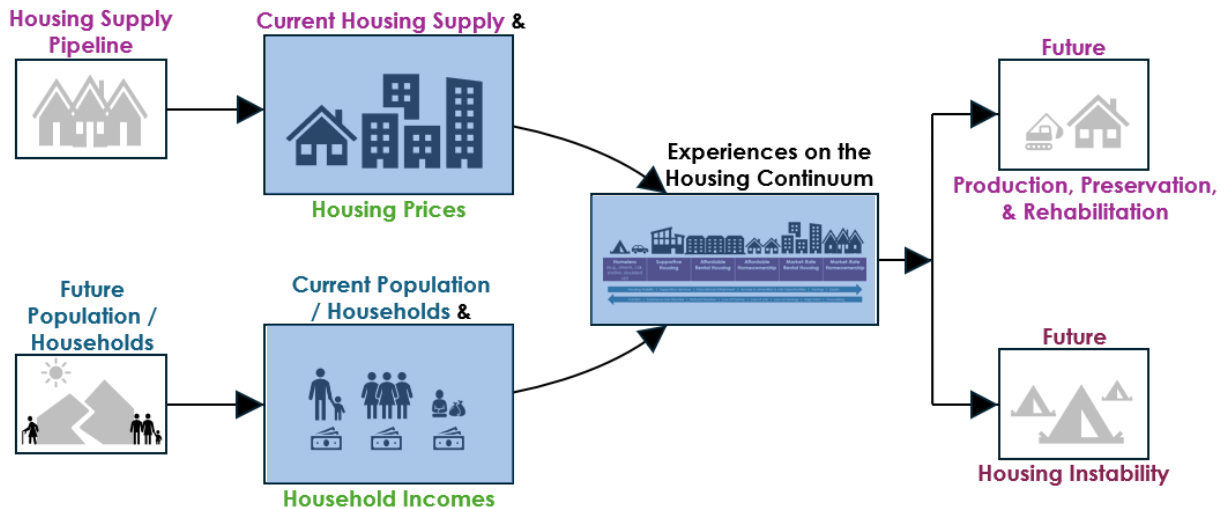 Housing Supply
Pipeline
Current Housing Supply &
Housing Prices
Future
Population /
Households
Current Population
/ Households &
Household Incomes
Experiences on the
Housing Continuum
Homeless
Supportive
Housing
Affordable
Rental Housing
Affordable
Homeownership
Market Rate
Rental Housing
Market Rate
Homeownership
Future
Production, Preservation,
& Rehabilitation
Future
Housing Instability